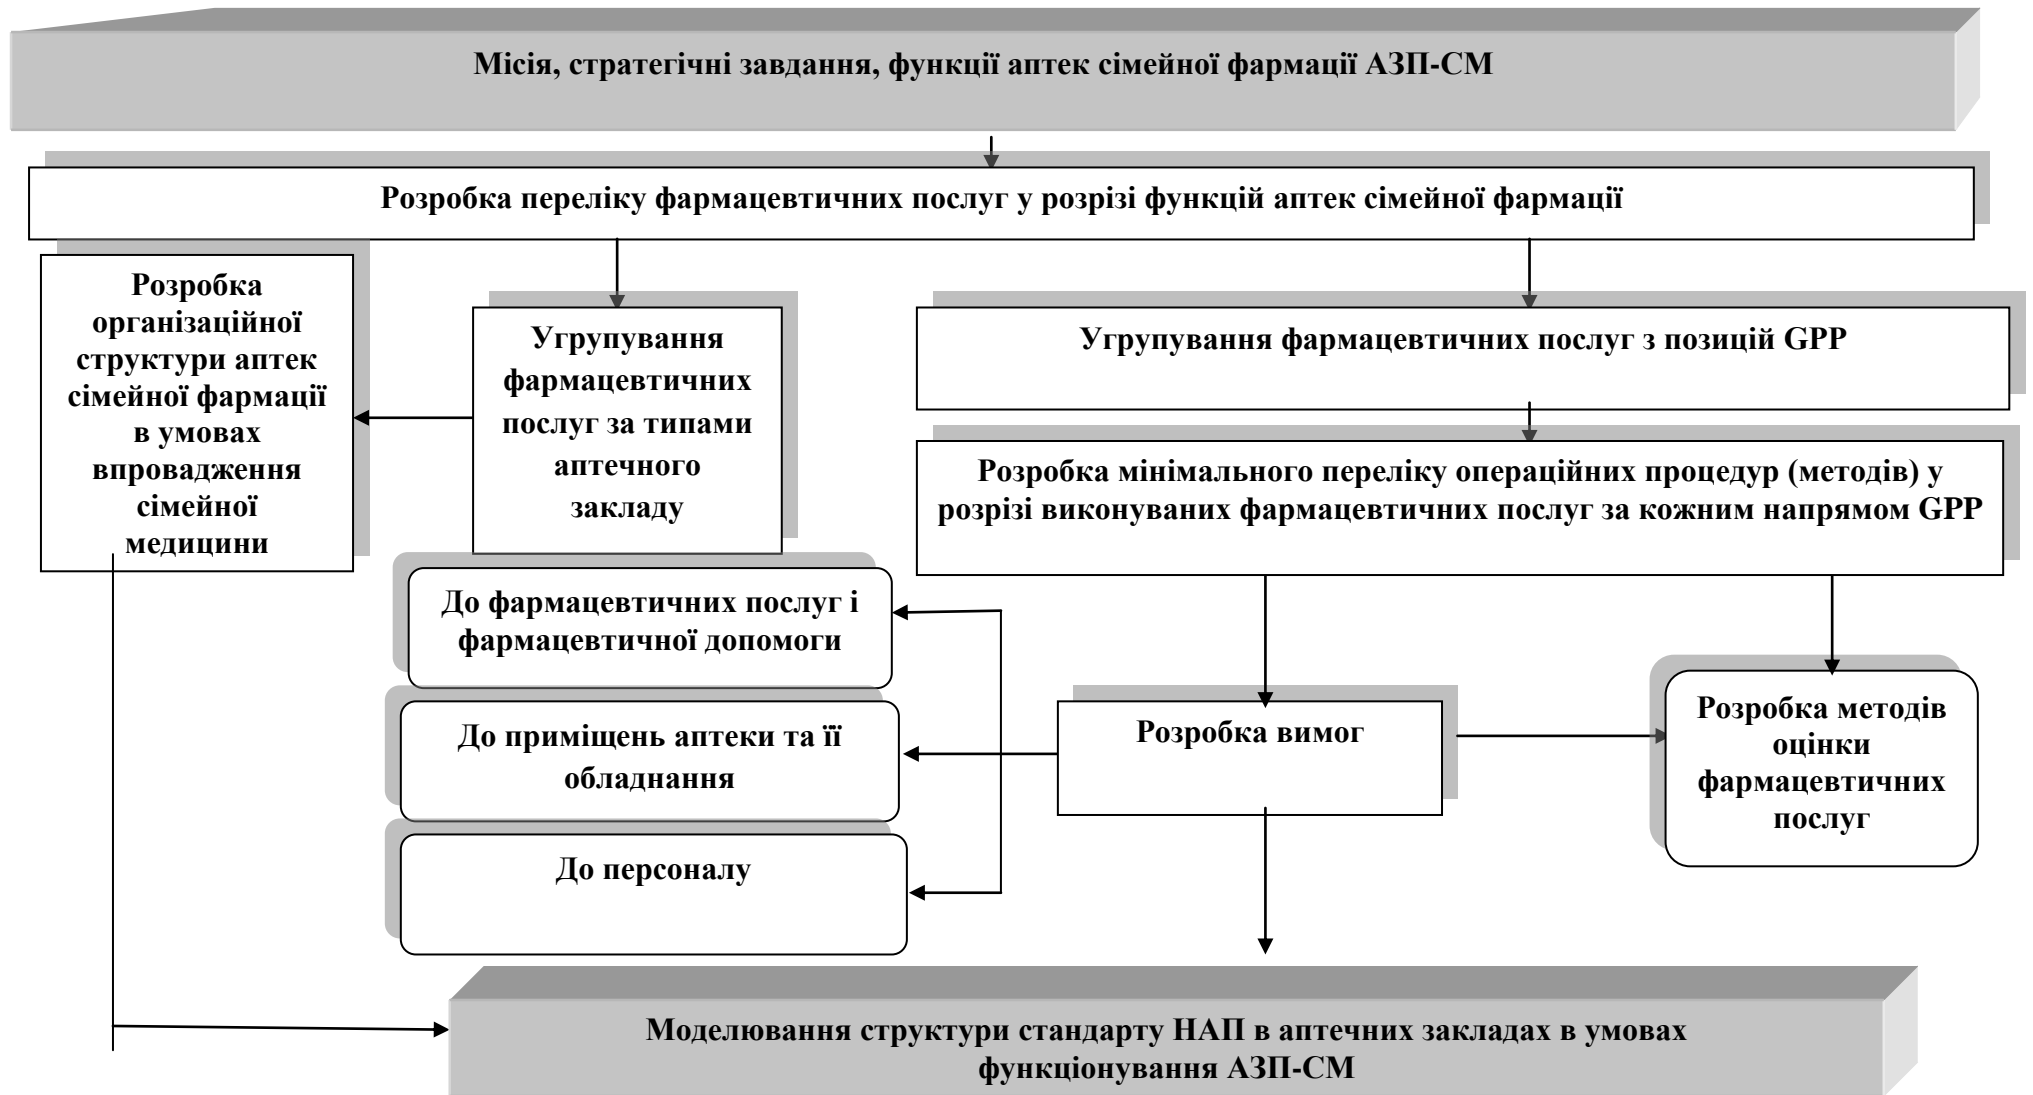 Місія, стратегічні завдання, функції аптек сімейної фармації АЗП-СМ
Розробка переліку фармацевтичних послуг у розрізі функцій аптек сімейної фармації
Розробка
організаційної
структури аптек
сімейної фармації
в умовах
впровадження
сімейної
медицини
Угрупування
фармацевтичних
послуг за типами
аптечного
закладу
Угрупування фармацевтичних послуг з позицій GPP
Розробка мінімального переліку операційних процедур (методів) у
розрізі виконуваних фармацевтичних послуг за кожним напрямом GPP
До фармацевтичних послуг і
фармацевтичної допомоги
До приміщень аптеки та її
обладнання
До персоналу
Розробка вимог
Розробка методів
оцінки
фармацевтичних
послуг
Моделювання структури стандарту НАП в аптечних закладах в умовах
функціонування АЗП-СМ